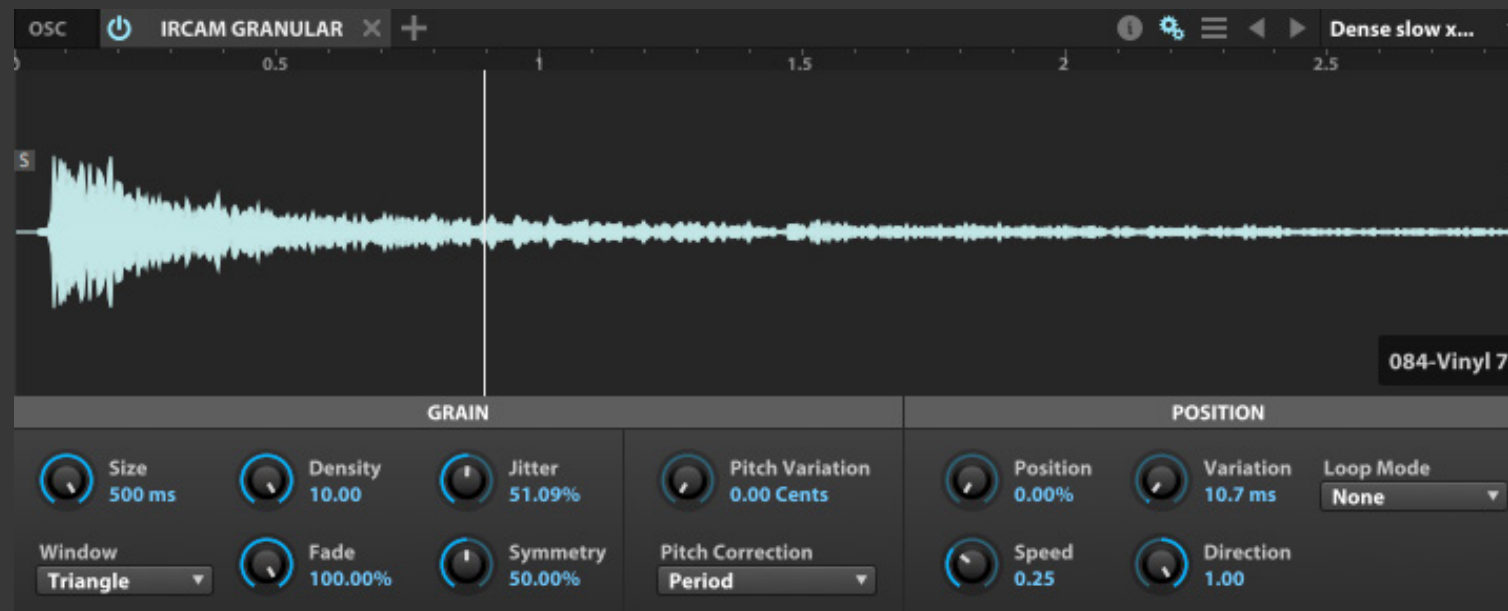 OSC IRCAM GRANULAR Dense slow x...
0.5 1 1.5 2 2.5
S
084-Vinyl 7
GRAIN POSITION
Size Density Jitter Pitch Variation Position Variation Loop Mode
500 ms 10.00 51.09% 0.00 Cents 0.00% 10.7 ms None
Window Fade Symmetry Pitch Correction Speed Direction
Triangle 100.00% 50.00% Period 0.25 1.00